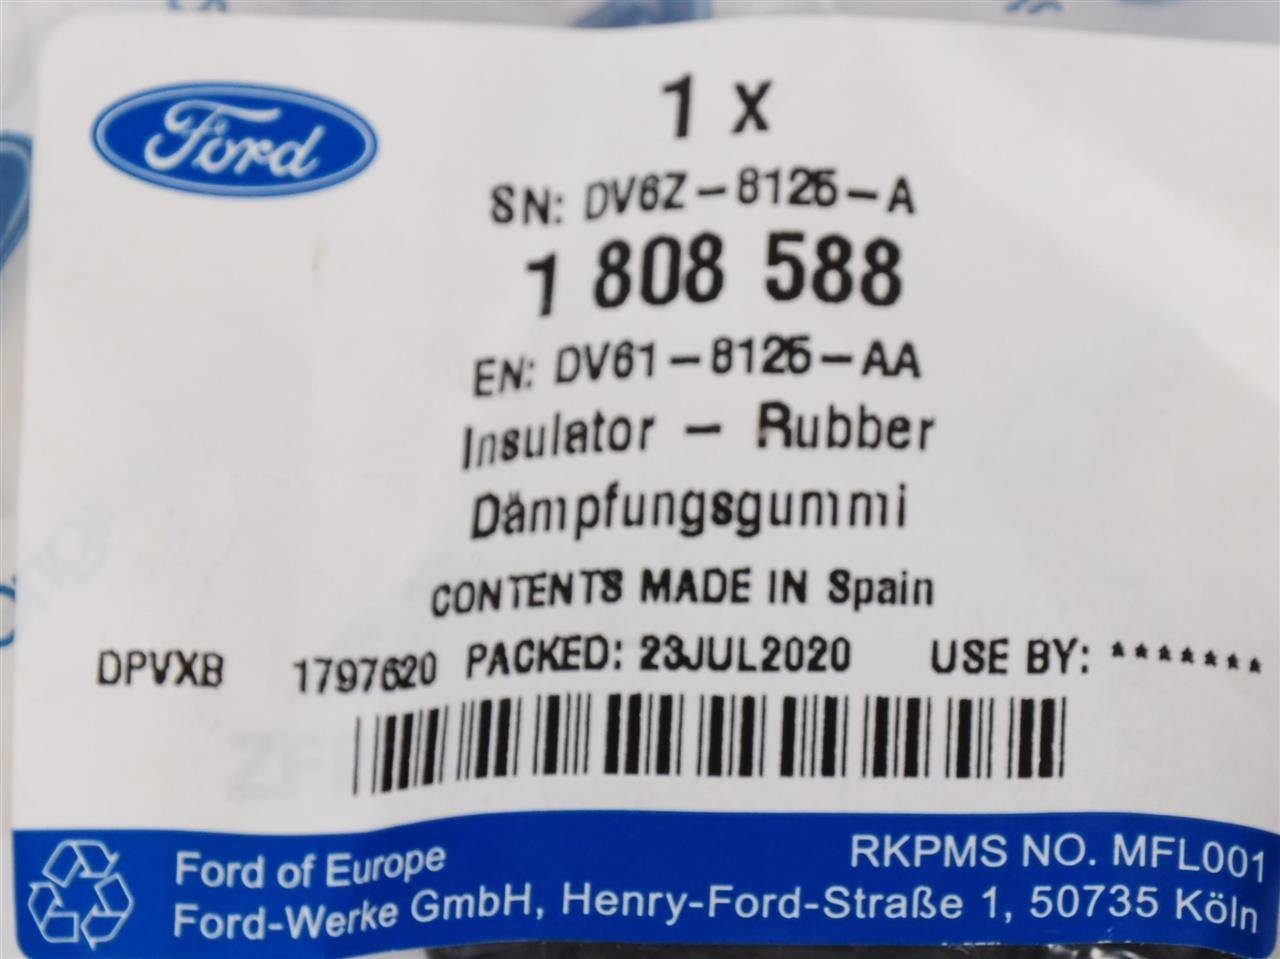 Ford
1 x
SN: DV6Z-8125-A
1 808 588
EN: DV61-8125-AA
Insulator - Rubber
Dämpfungsgummi
CONTENTS MADE IN Spain
DPVXB 1797620 PACKED: 23JUL2020 USE BY: *******
Ford of Europe RKPMS NO. MFL001
Ford-Werke GmbH, Henry-Ford-Straße 1, 50735 Köln